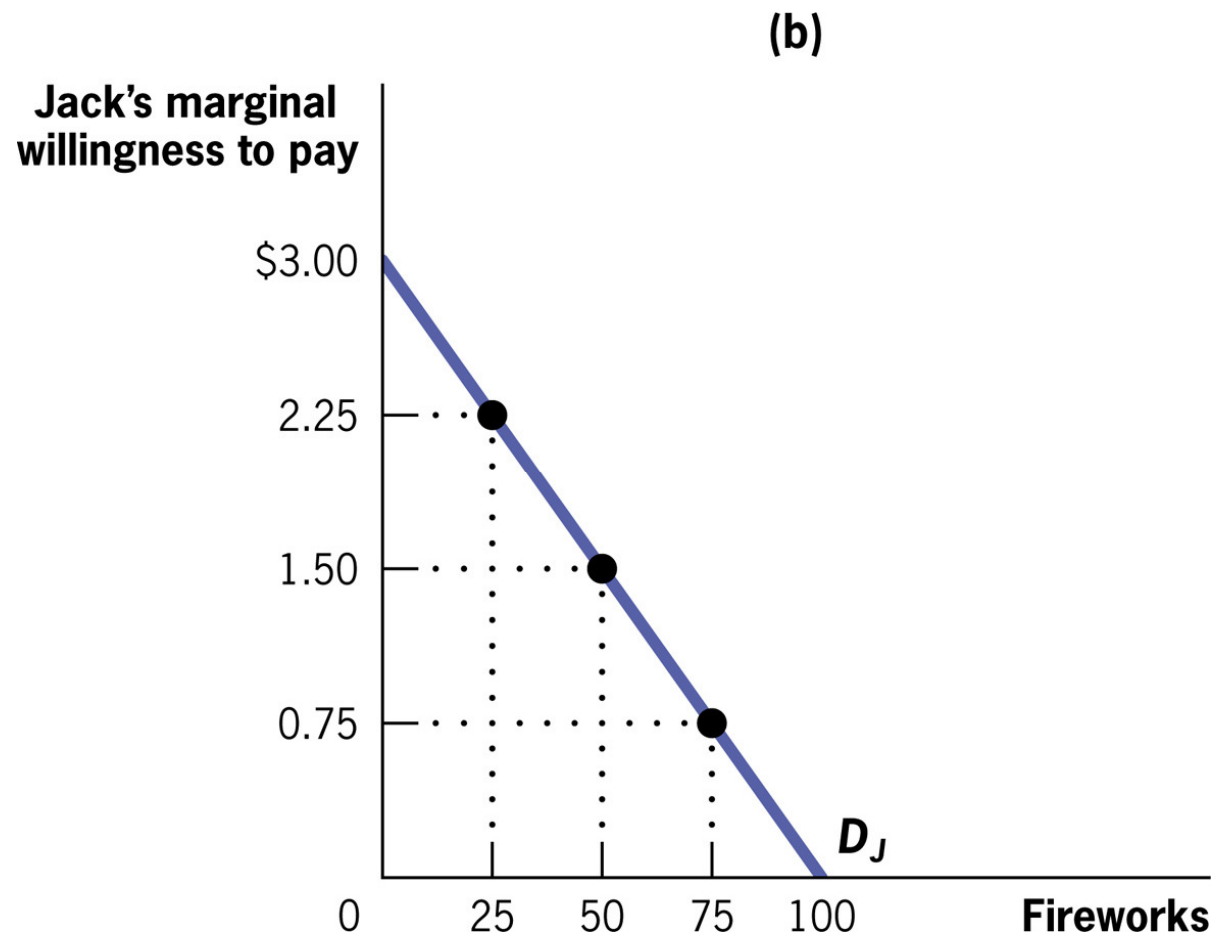 (b)
Jack’s marginal
willingness to pay
$3.00
2.25
1.50
0.75
D_J
0 25 50 75 100 Fireworks